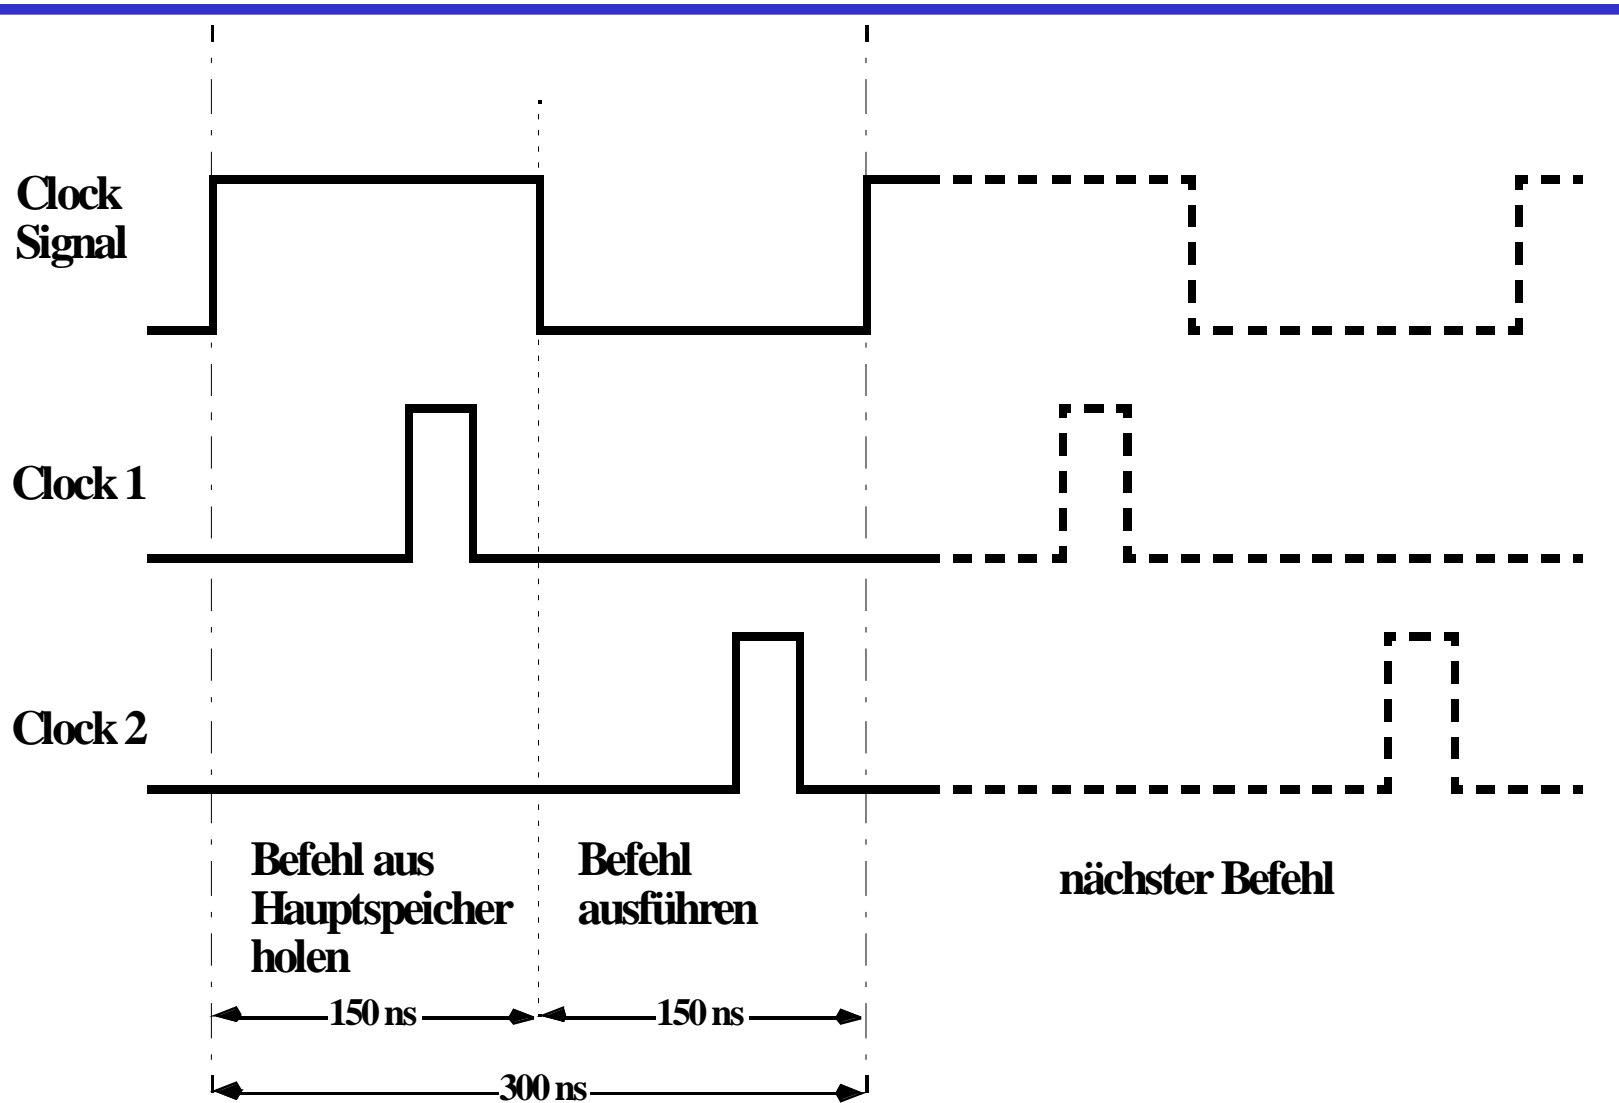 Clock
Signal
Clock 1
Clock 2
Befehl aus
Hauptspeicher
holen
Befehl
ausführen
nächster Befehl
150 ns
150 ns
300 ns